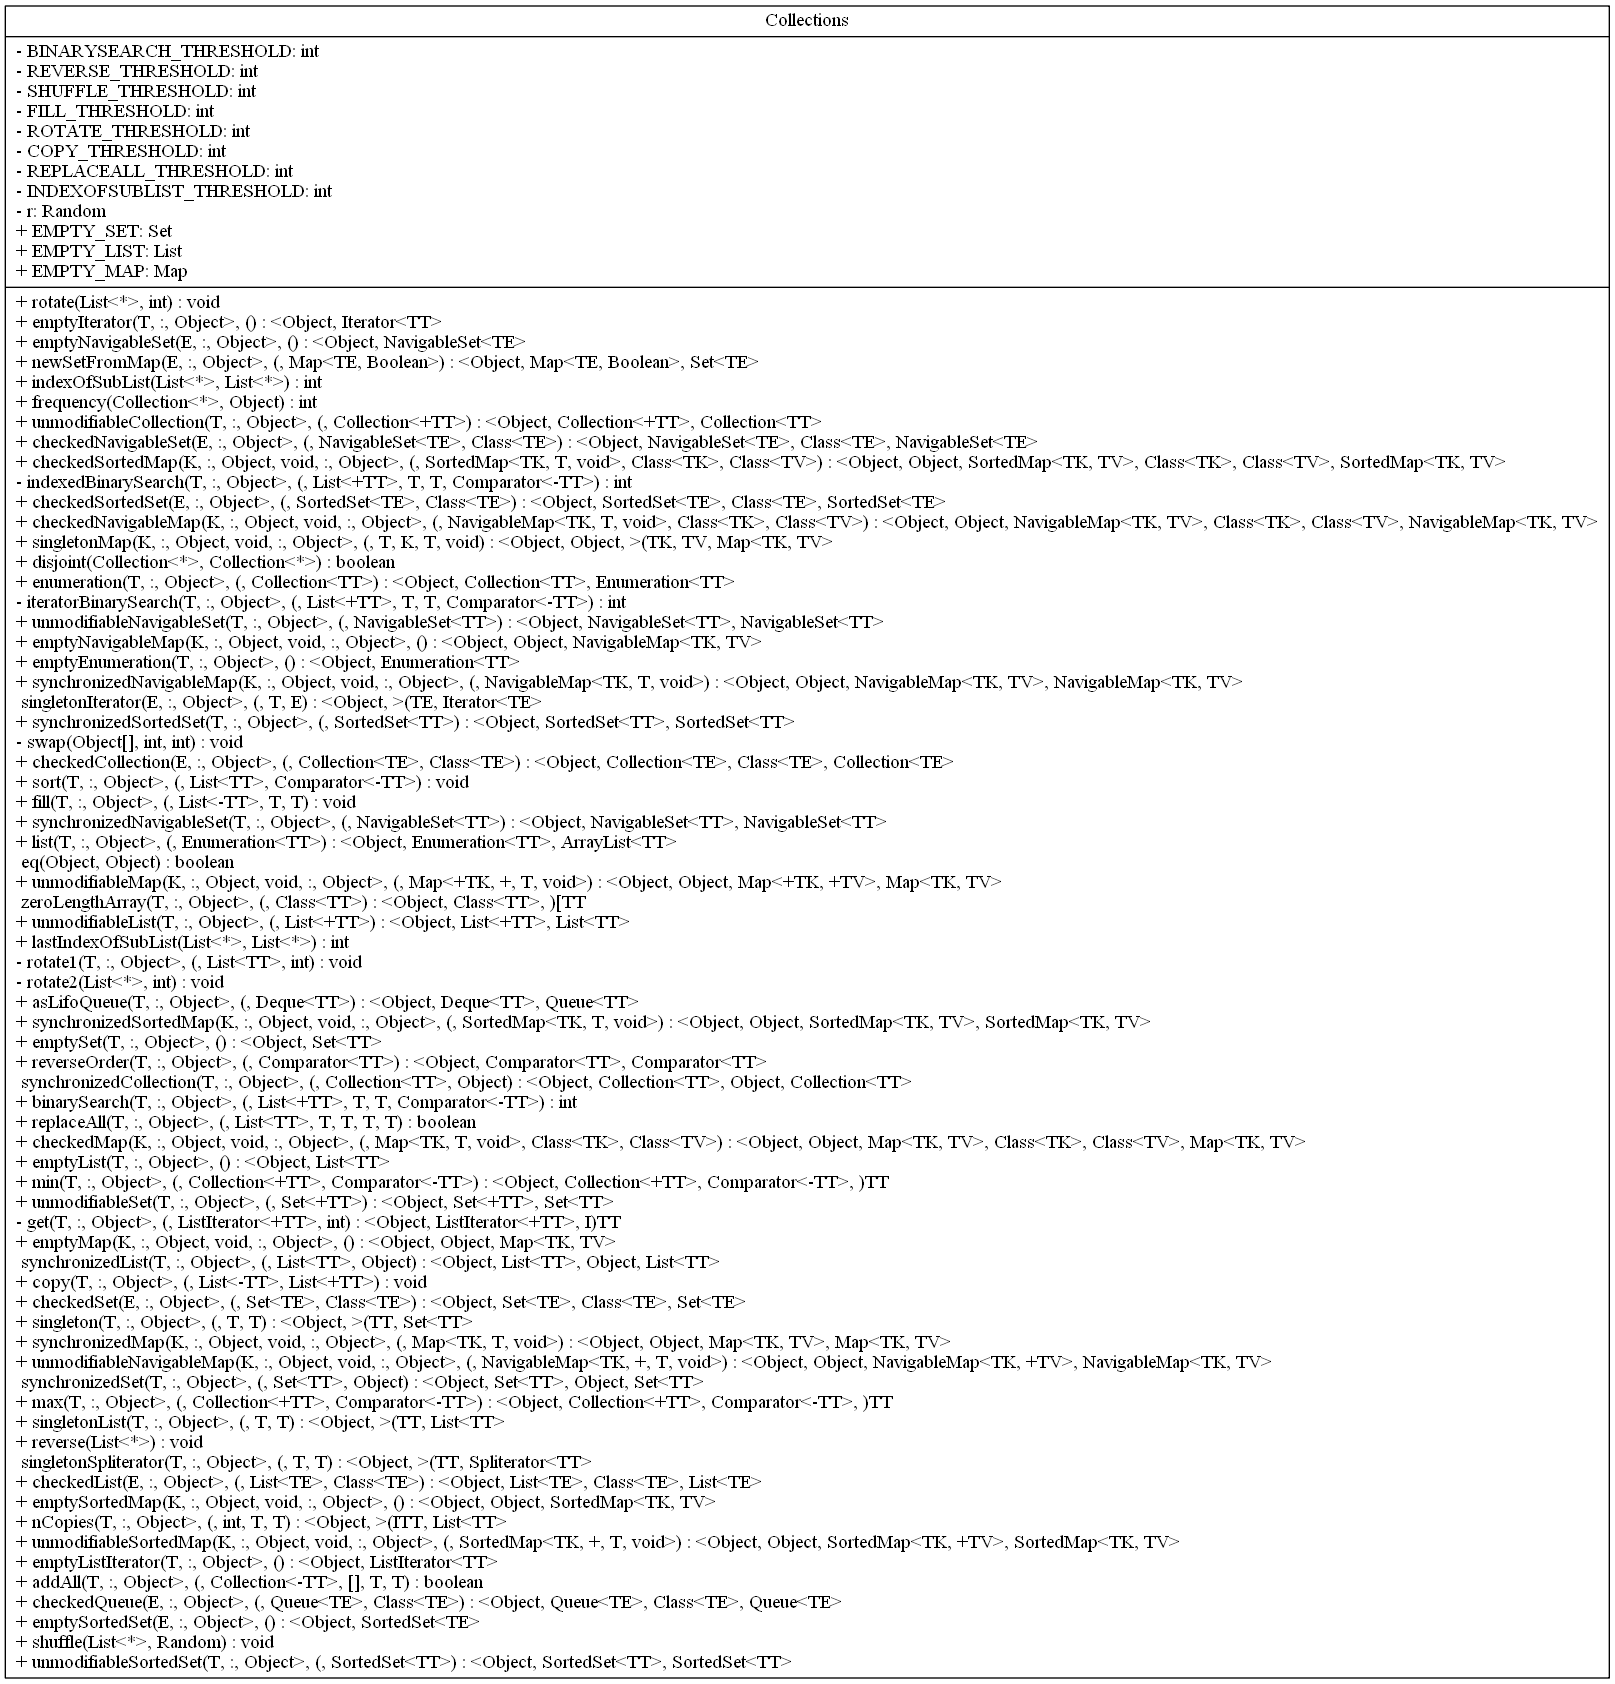 Collections
- BINARYSEARCH_THRESHOLD: int
- REVERSE_THRESHOLD: int
- SHUFFLE_THRESHOLD: int
- FILL_THRESHOLD: int
- ROTATE_THRESHOLD: int
- COPY_THRESHOLD: int
- REPLACEALL_THRESHOLD: int
- INDEXOFSUBLIST_THRESHOLD: int
- r: Random
+ EMPTY_SET: Set
+ EMPTY_LIST: List
+ EMPTY_MAP: Map
+ rotate(List<*>, int) : void
+ emptyIterator(T, :, Object>, () : <Object, Iterator<TT>
+ emptyNavigableSet(E, :, Object>, () : <Object, NavigableSet<TE>
+ newSetFromMap(E, :, Object>, (, Map<TE, Boolean>) : <Object, Map<TE, Boolean>, Set<TE>
+ indexOfSubList(List<*>, List<*>) : int
+ frequency(Collection<*>, Object) : int
+ unmodifiableCollection(T, :, Object>, (, Collection<+TT>) : <Object, Collection<+TT>, Collection<TT>
+ checkedNavigableSet(E, :, Object>, (, NavigableSet<TE>, Class<TE>) : <Object, NavigableSet<TE>, Class<TE>, NavigableSet<TE>
+ checkedSortedMap(K, :, Object, void, :, Object>, (, SortedMap<TK, T, void>, Class<TK>, Class<TV>) : <Object, Object, SortedMap<TK, TV>, Class<TK>, Class<TV>, SortedMap<TK, TV>
- indexedBinarySearch(T, :, Object>, (, List<+TT>, T, T, Comparator<-TT>) : int
+ checkedSortedSet(E, :, Object>, (, SortedSet<TE>, Class<TE>) : <Object, SortedSet<TE>, Class<TE>, SortedSet<TE>
+ checkedNavigableMap(K, :, Object, void, :, Object>, (, NavigableMap<TK, T, void>, Class<TK>, Class<TV>) : <Object, Object, NavigableMap<TK, TV>, Class<TK>, Class<TV>, NavigableMap<TK, TV>
+ singletonMap(K, :, Object, void, :, Object>, (, T, K, T, void) : <Object, Object, >(TK, TV, Map<TK, TV>
+ disjoint(Collection<*>, Collection<*>) : boolean
+ enumeration(T, :, Object>, (, Collection<TT>) : <Object, Collection<TT>, Enumeration<TT>
- iteratorBinarySearch(T, :, Object>, (, List<+TT>, T, T, Comparator<-TT>) : int
+ unmodifiableNavigableSet(T, :, Object>, (, NavigableSet<TT>) : <Object, NavigableSet<TT>, NavigableSet<TT>
+ emptyNavigableMap(K, :, Object, void, :, Object>, () : <Object, Object, NavigableMap<TK, TV>
+ emptyEnumeration(T, :, Object>, () : <Object, Enumeration<TT>
+ synchronizedNavigableMap(K, :, Object, void, :, Object>, (, NavigableMap<TK, T, void>) : <Object, Object, NavigableMap<TK, TV>, NavigableMap<TK, TV>
singletonIterator(E, :, Object>, (, T, E) : <Object, >(TE, Iterator<TE>
+ synchronizedSortedSet(T, :, Object>, (, SortedSet<TT>) : <Object, SortedSet<TT>, SortedSet<TT>
- swap(Object[], int, int) : void
+ checkedCollection(E, :, Object>, (, Collection<TE>, Class<TE>) : <Object, Collection<TE>, Class<TE>, Collection<TE>
+ sort(T, :, Object>, (, List<TT>, Comparator<-TT>) : void
+ fill(T, :, Object>, (, List<-TT>, T, T) : void
+ synchronizedNavigableSet(T, :, Object>, (, NavigableSet<TT>) : <Object, NavigableSet<TT>, NavigableSet<TT>
+ list(T, :, Object>, (, Enumeration<TT>) : <Object, Enumeration<TT>, ArrayList<TT>
eq(Object, Object) : boolean
+ unmodifiableMap(K, :, Object, void, :, Object>, (, Map<+TK, +, T, void>) : <Object, Object, Map<+TK, +TV>, Map<TK, TV>
zeroLengthArray(T, :, Object>, (, Class<TT>) : <Object, Class<TT>, )[TT
+ unmodifiableList(T, :, Object>, (, List<+TT>) : <Object, List<+TT>, List<TT>
+ lastIndexOfSubList(List<*>, List<*>) : int
- rotate1(T, :, Object>, (, List<TT>, int) : void
- rotate2(List<*>, int) : void
+ asLifoQueue(T, :, Object>, (, Deque<TT>) : <Object, Deque<TT>, Queue<TT>
+ synchronizedSortedMap(K, :, Object, void, :, Object>, (, SortedMap<TK, T, void>) : <Object, Object, SortedMap<TK, TV>, SortedMap<TK, TV>
+ emptySet(T, :, Object>, () : <Object, Set<TT>
+ reverseOrder(T, :, Object>, (, Comparator<TT>) : <Object, Comparator<TT>, Comparator<TT>
synchronizedCollection(T, :, Object>, (, Collection<TT>, Object) : <Object, Collection<TT>, Object, Collection<TT>
+ binarySearch(T, :, Object>, (, List<+TT>, T, T, Comparator<-TT>) : int
+ replaceAll(T, :, Object>, (, List<TT>, T, T, T, T) : boolean
+ checkedMap(K, :, Object, void, :, Object>, (, Map<TK, T, void>, Class<TK>, Class<TV>) : <Object, Object, Map<TK, TV>, Class<TK>, Class<TV>, Map<TK, TV>
+ emptyList(T, :, Object>, () : <Object, List<TT>
+ min(T, :, Object>, (, Collection<+TT>, Comparator<-TT>) : <Object, Collection<+TT>, Comparator<-TT>, )TT
+ unmodifiableSet(T, :, Object>, (, Set<+TT>) : <Object, Set<+TT>, Set<TT>
- get(T, :, Object>, (, ListIterator<+TT>, int) : <Object, ListIterator<+TT>, I)TT
+ emptyMap(K, :, Object, void, :, Object>, () : <Object, Object, Map<TK, TV>
synchronizedList(T, :, Object>, (, List<TT>, Object) : <Object, List<TT>, Object, List<TT>
+ copy(T, :, Object>, (, List<-TT>, List<+TT>) : void
+ checkedSet(E, :, Object>, (, Set<TE>, Class<TE>) : <Object, Set<TE>, Class<TE>, Set<TE>
+ singleton(T, :, Object>, (, T, T) : <Object, >(TT, Set<TT>
+ synchronizedMap(K, :, Object, void, :, Object>, (, Map<TK, T, void>) : <Object, Object, Map<TK, TV>, Map<TK, TV>
+ unmodifiableNavigableMap(K, :, Object, void, :, Object>, (, NavigableMap<TK, +, T, void>) : <Object, Object, NavigableMap<TK, +TV>, NavigableMap<TK, TV>
synchronizedSet(T, :, Object>, (, Set<TT>, Object) : <Object, Set<TT>, Object, Set<TT>
+ max(T, :, Object>, (, Collection<+TT>, Comparator<-TT>) : <Object, Collection<+TT>, Comparator<-TT>, )TT
+ singletonList(T, :, Object>, (, T, T) : <Object, >(TT, List<TT>
+ reverse(List<*>) : void
singletonSpliterator(T, :, Object>, (, T, T) : <Object, >(TT, Spliterator<TT>
+ checkedList(E, :, Object>, (, List<TE>, Class<TE>) : <Object, List<TE>, Class<TE>, List<TE>
+ emptySortedMap(K, :, Object, void, :, Object>, () : <Object, Object, SortedMap<TK, TV>
+ nCopies(T, :, Object>, (, int, T, T) : <Object, >(ITT, List<TT>
+ unmodifiableSortedMap(K, :, Object, void, :, Object>, (, SortedMap<TK, +, T, void>) : <Object, Object, SortedMap<TK, +TV>, SortedMap<TK, TV>
+ emptyListIterator(T, :, Object>, () : <Object, ListIterator<TT>
+ addAll(T, :, Object>, (, Collection<-TT>, [], T, T) : boolean
+ checkedQueue(E, :, Object>, (, Queue<TE>, Class<TE>) : <Object, Queue<TE>, Class<TE>, Queue<TE>
+ emptySortedSet(E, :, Object>, () : <Object, SortedSet<TE>
+ shuffle(List<*>, Random) : void
+ unmodifiableSortedSet(T, :, Object>, (, SortedSet<TT>) : <Object, SortedSet<TT>, SortedSet<TT>